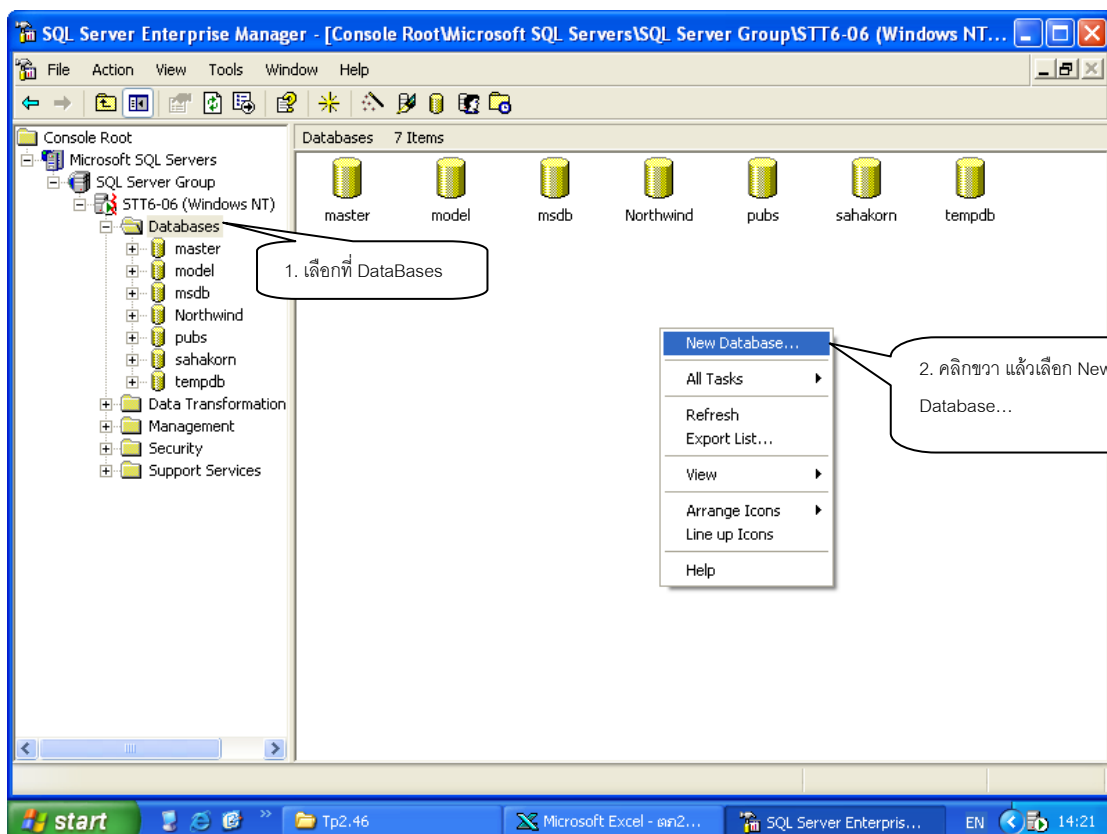 SQL Server Enterprise Manager - [Console Root\Microsoft SQL Servers\SQL Server Group\STT6-06 (Windows NT...
File Action View Tools Window Help
Console Root
Microsoft SQL Servers
SQL Server Group
STT6-06 (Windows NT)
Databases
master
model
msdb
Northwind
pubs
sahakorn
tempdb
Data Transformation
Management
Security
Support Services
Databases 7 Items
master model msdb Northwind pubs sahakorn tempdb
1. เลือกที่ DataBases
New Database...
All Tasks
Refresh
Export List...
View
Arrange Icons
Line up Icons
Help
2. คลิกขวา แล้วเลือก New
Database...
start
Tp2.46
Microsoft Excel - ตก2...
SQL Server Enterpris...
EN
14:21